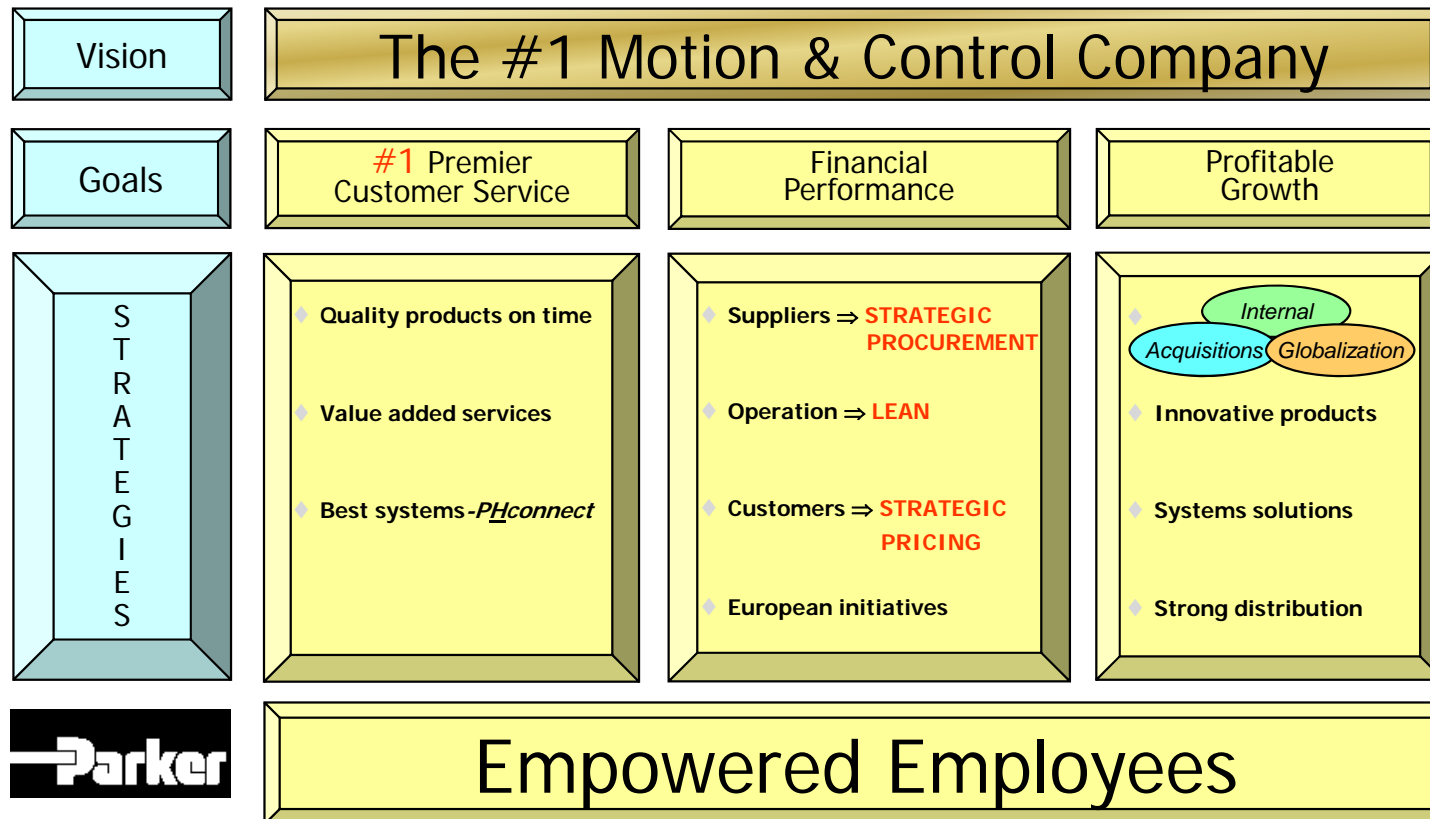 Vision
The #1 Motion & Control Company
Goals
#1 Premier
Customer Service
Financial
Performance
Profitable
Growth
STRATEGIES
Quality products on time
Value added services
Best systems-PHconnect
Suppliers ⇒ STRATEGIC
PROCUREMENT
Operation ⇒ LEAN
Customers ⇒ STRATEGIC
PRICING
European initiatives
Internal
Acquisitions
Globalization
Innovative products
Systems solutions
Strong distribution
Parker
Empowered Employees